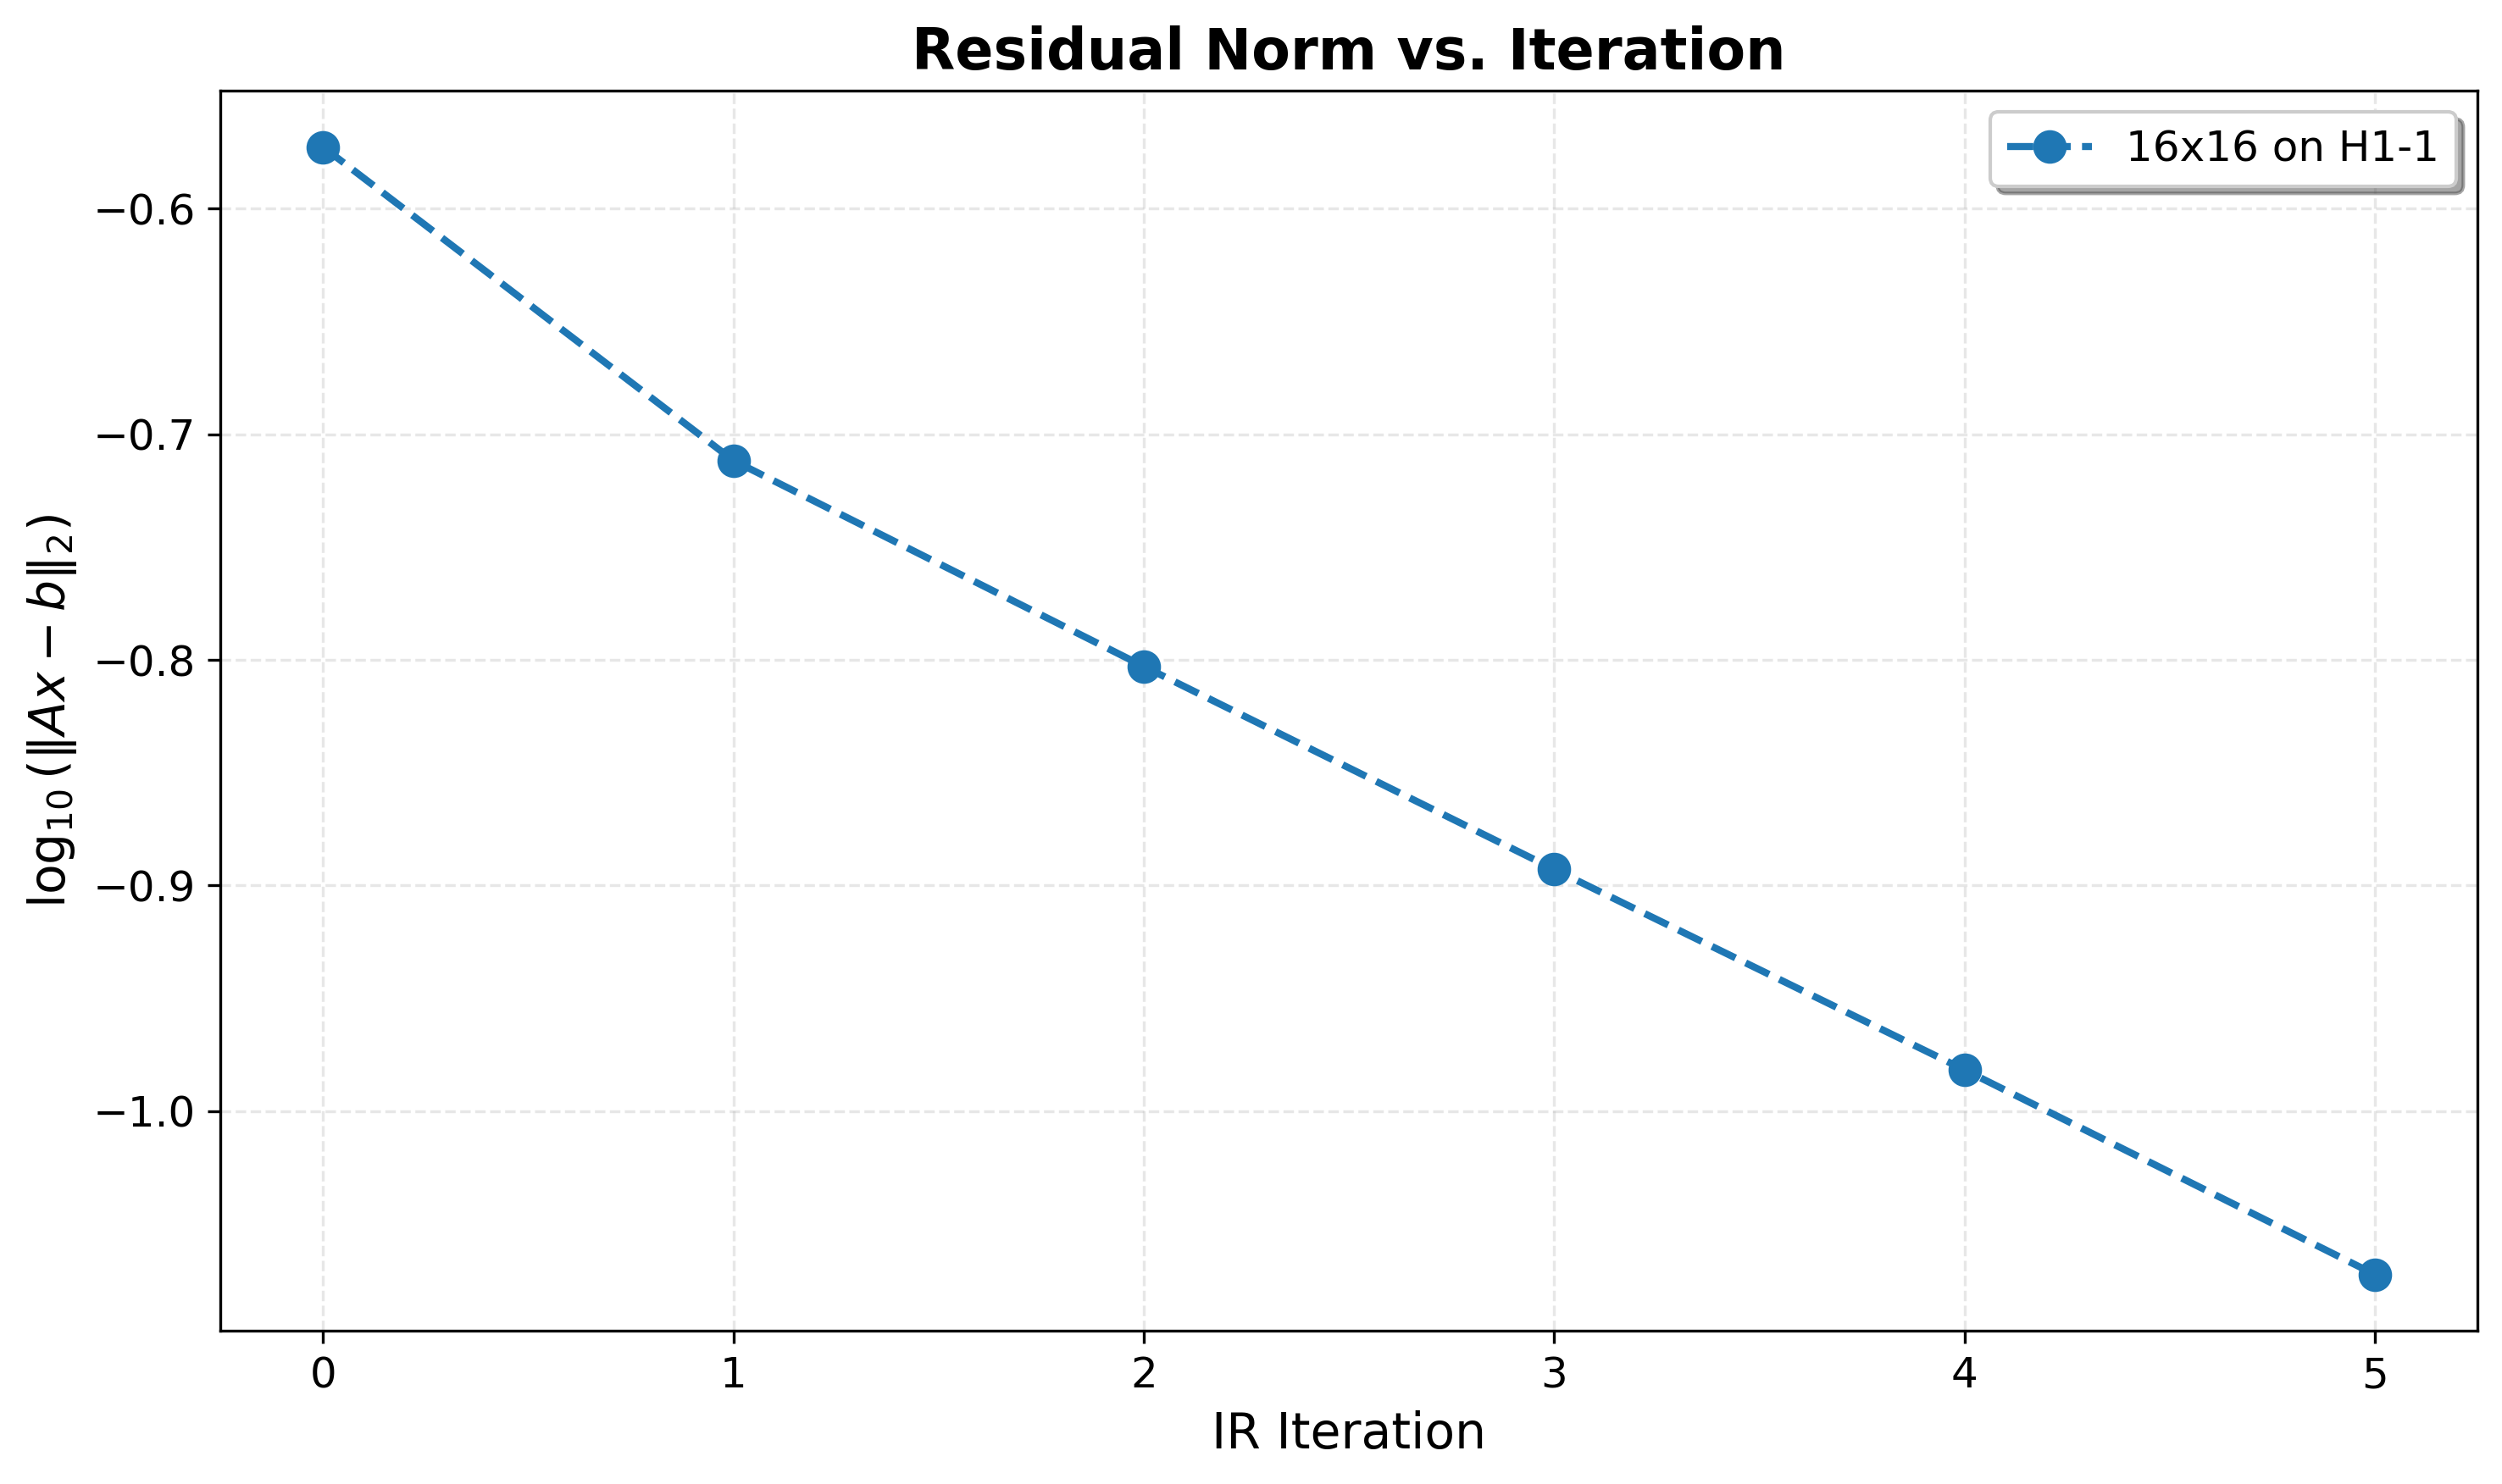 Residual Norm vs. Iteration
16x16 on H1-1
log₁₀ (‖Ax − b‖₂)
−0.6
−0.7
−0.8
−0.9
−1.0
0 1 2 3 4 5
IR Iteration